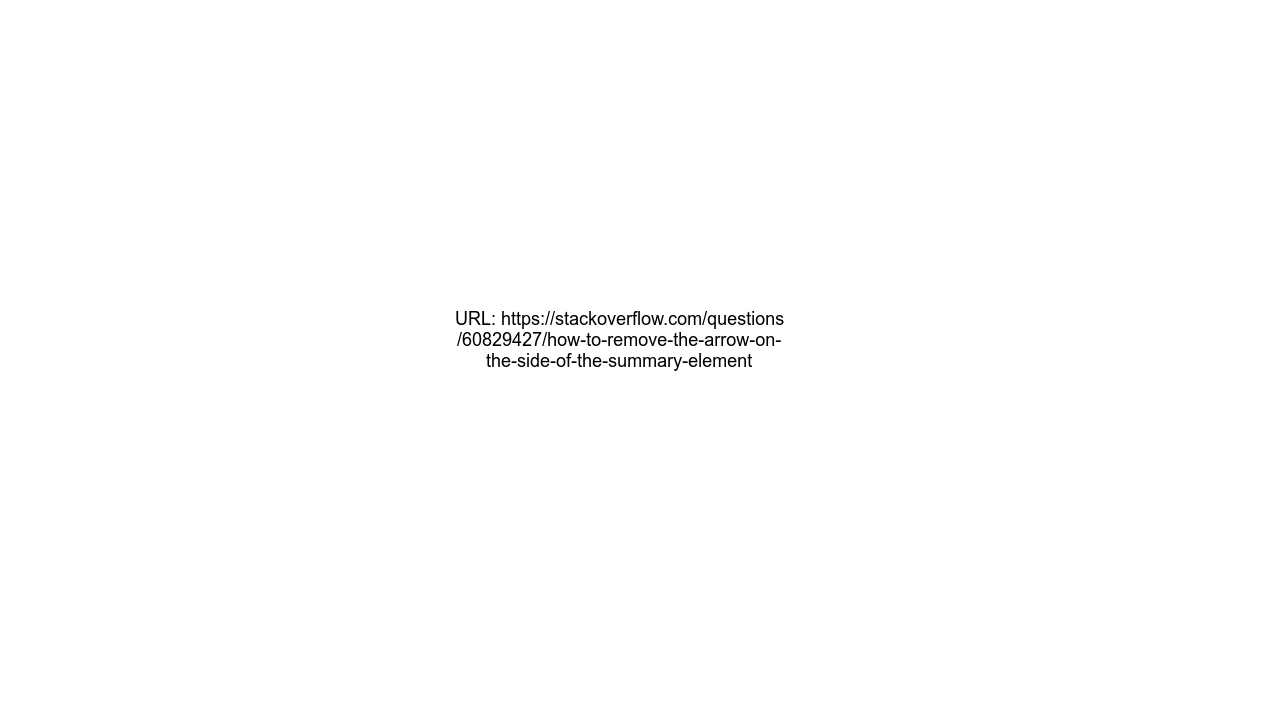 URL: https://stackoverflow.com/questions
/60829427/how-to-remove-the-arrow-on-
the-side-of-the-summary-element